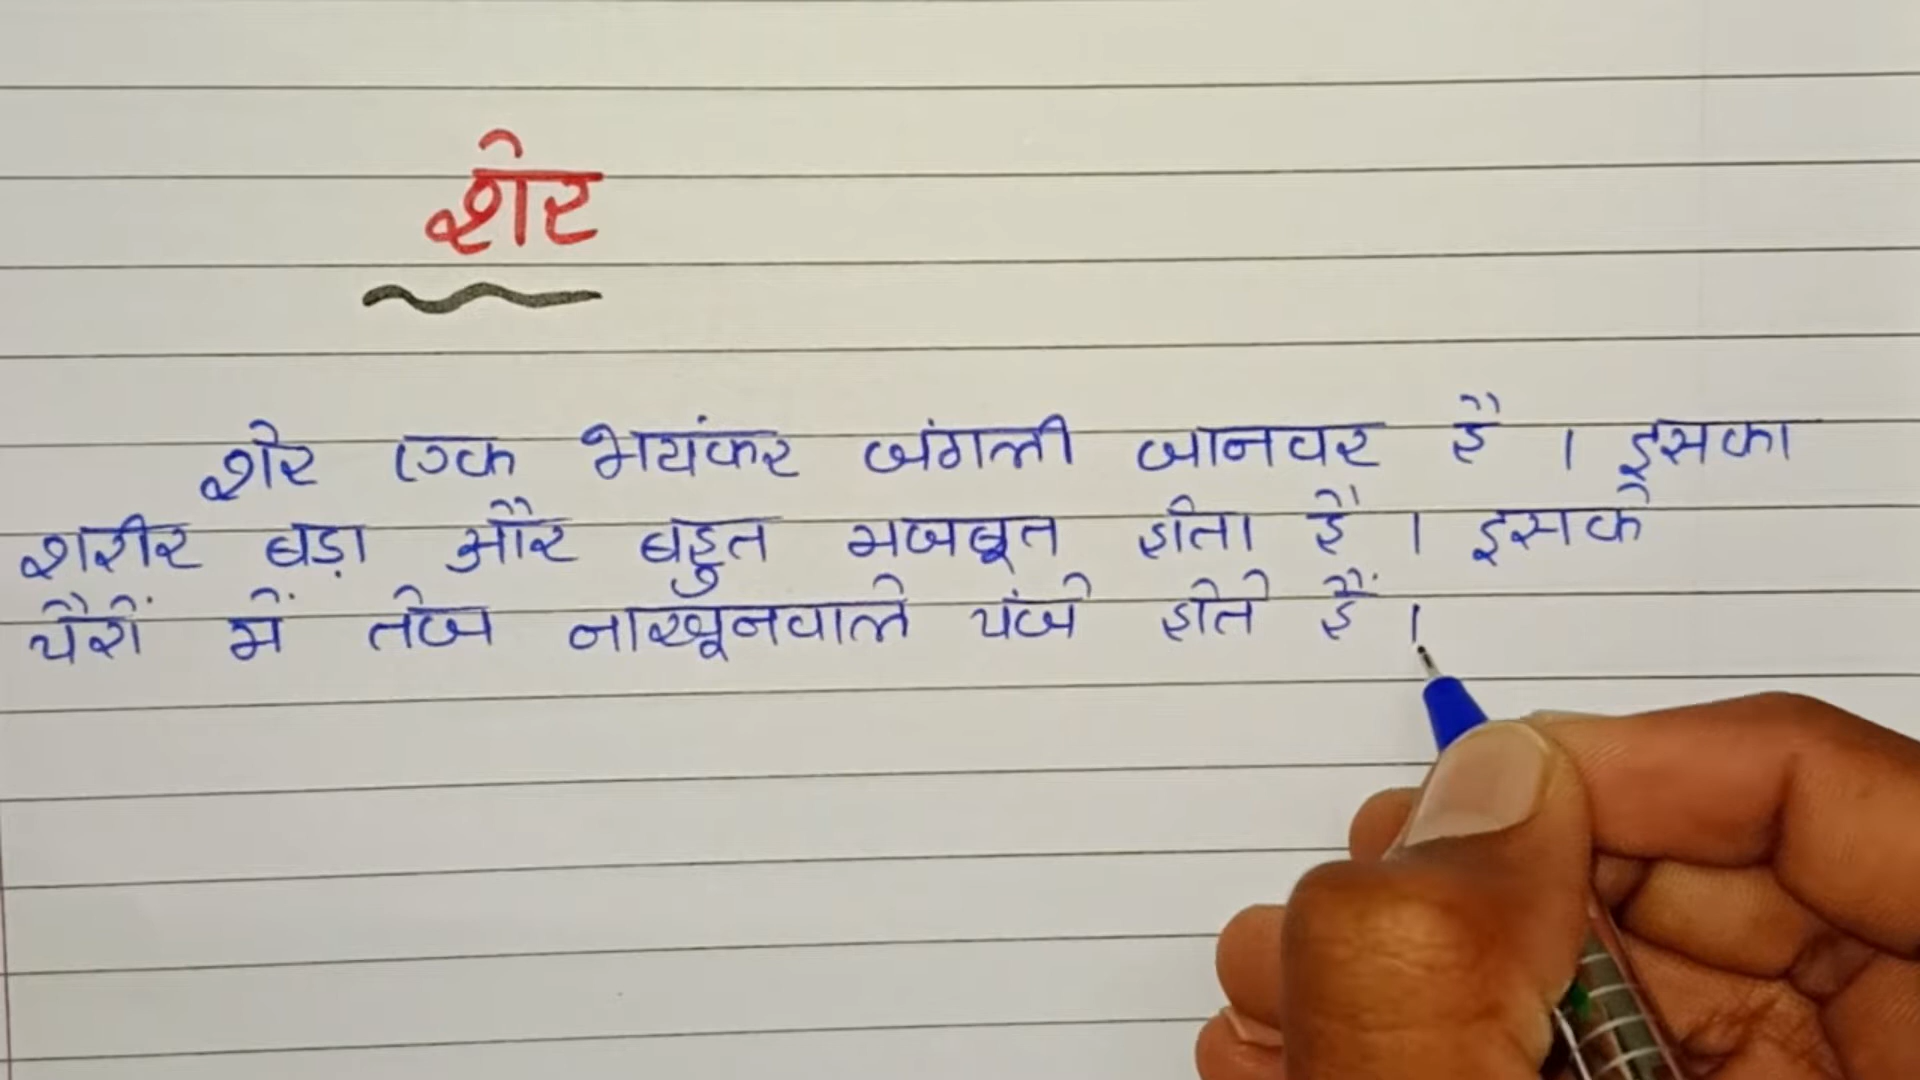 शेर
शेर एक भयंकर जंगली जानवर है । इसका
शरीर बड़ा और बहुत मजबूत होता है । इसके
पैरों में तेज नाखूनवाले पंजे होते हैं ।